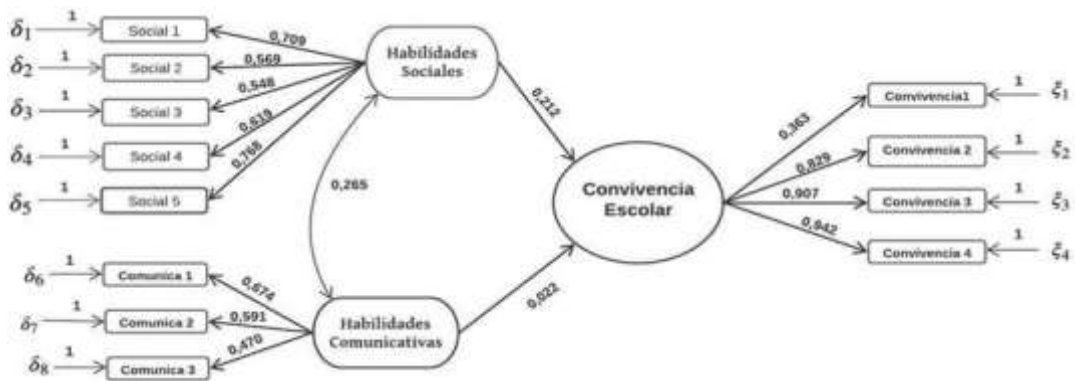 δ1
1
Social 1
δ2
1
Social 2
δ3
1
Social 3
δ4
1
Social 4
δ5
1
Social 5
0,709
0,569
0,548
0,619
0,768
Habilidades
Sociales
0,265
δ6
1
Comunica 1
δ7
1
Comunica 2
δ8
1
Comunica 3
0,674
0,591
0,470
Habilidades
Comunicativas
0,212
0,022
Convivencia
Escolar
0,363
0,829
0,907
0,942
Convivencia1
1
ξ1
Convivencia 2
1
ξ2
Convivencia 3
1
ξ3
Convivencia 4
1
ξ4